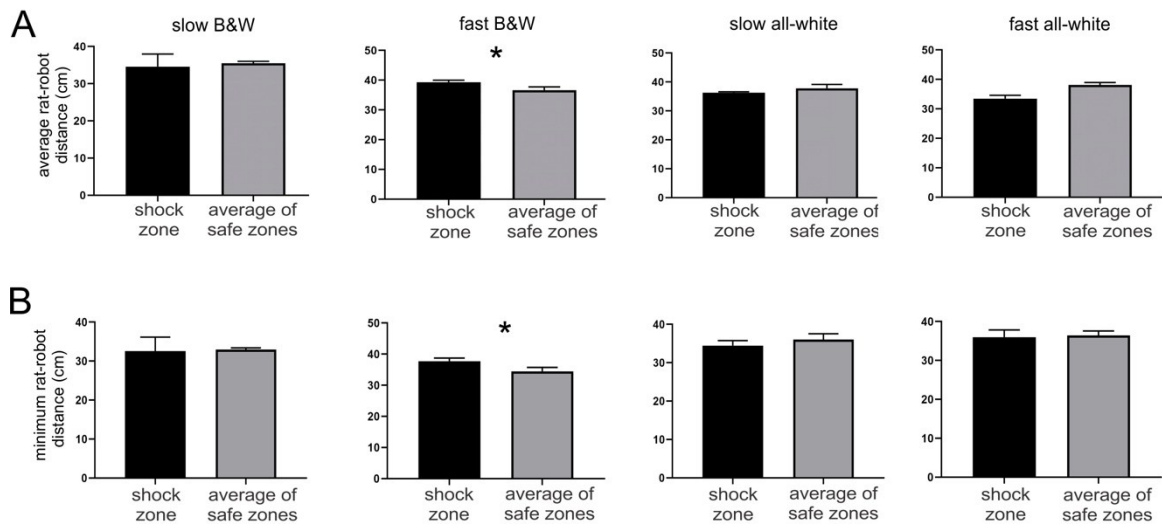 A
slow B&W
fast B&W
slow all-white
fast all-white
average rat-robot
distance (cm)
40
30
20
10
0
shock
zone
average of
safe zones
*
50
40
30
20
10
0
shock
zone
average of
safe zones
50
40
30
20
10
0
shock
zone
average of
safe zones
50
40
30
20
10
0
shock
zone
average of
safe zones
B
minimum rat-robot
distance (cm)
40
30
20
10
0
shock
zone
average of
safe zones
*
50
40
30
20
10
0
shock
zone
average of
safe zones
40
30
20
10
0
shock
zone
average of
safe zones
40
30
20
10
0
shock
zone
average of
safe zones